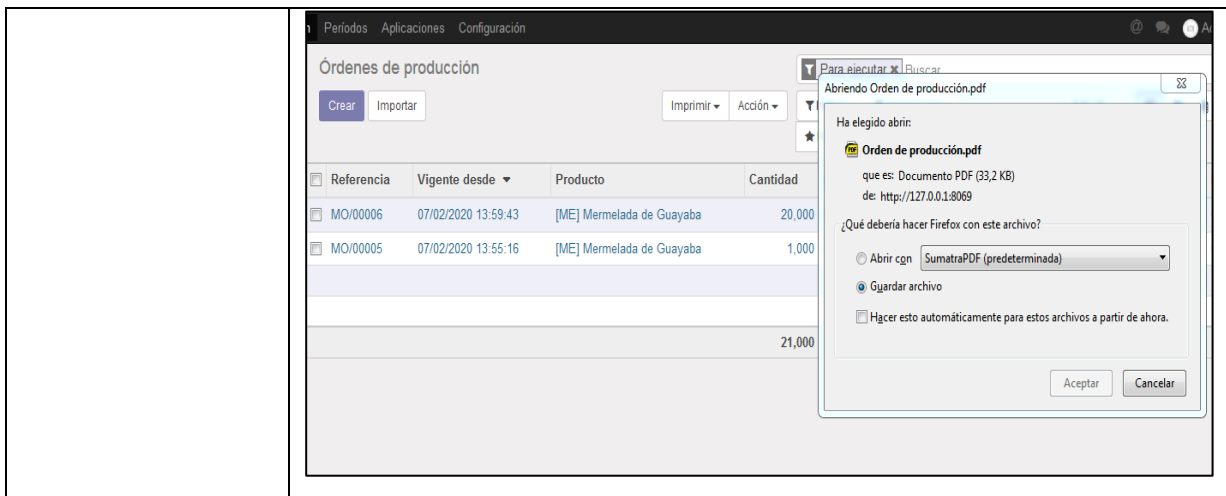 Períodos Aplicaciones Configuración @
Órdenes de producción
Para ejecutar x Buscar
Crear Importar Imprimir Acción
Referencia Vigente desde Producto Cantidad
MO/00006 07/02/2020 13:59:43 [ME] Mermelada de Guayaba 20,000
MO/00005 07/02/2020 13:55:16 [ME] Mermelada de Guayaba 1,000
21,000
Abriendo Orden de producción.pdf
Ha elegido abrir:
Orden de producción.pdf
que es: Documento PDF (33,2 KB)
de: http://127.0.0.1:8069
¿Qué debería hacer Firefox con este archivo?
Abrir con SumatraPDF (predeterminada)
Guardar archivo
Hacer esto automáticamente para estos archivos a partir de ahora.
Aceptar Cancelar